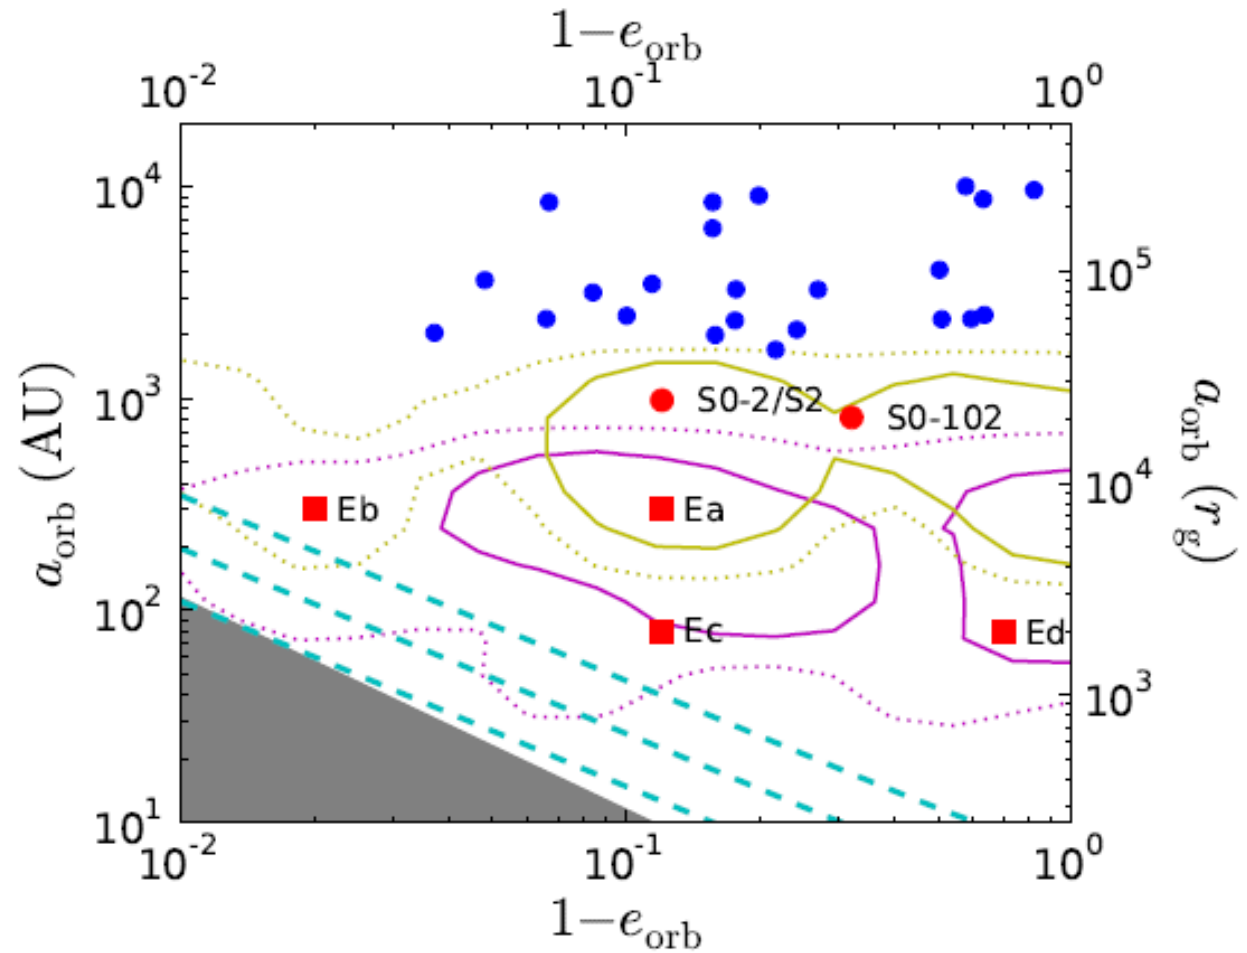 1−e_orb
10^-2 10^-1 10^0
10^4
10^3
10^2
10^1
a_orb (AU)
10^5
10^4
10^3
a_orb (r_g)
S0-2/S2
S0-102
Eb
Ea
Ec
Ed
10^-2 10^-1 10^0
1−e_orb